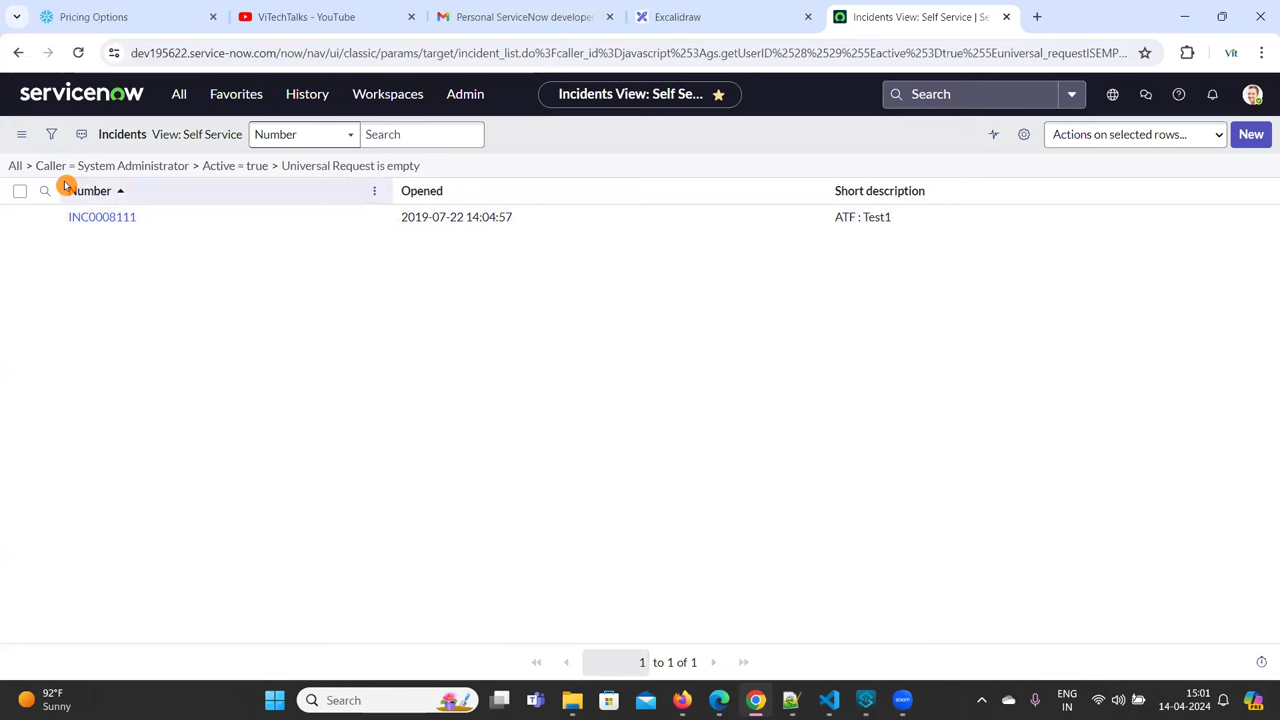 Pricing Options
ViTechTalks - YouTube
Personal ServiceNow develope
Excalidraw
Incidents View: Self Service | Se
dev195622.service-now.com/now/nav/ui/classic/params/target/incident_list.do%3Fcaller_id%3Djavascript%253Ags.getUserID%2528%2529%255Eactive%253Dtrue%255Euniversal_requestISEMP...
Vit
servicenow
All
Favorites
History
Workspaces
Admin
Incidents View: Self Se...
Search
Incidents View: Self Service
Number
Search
Actions on selected rows...
New
All > Caller = System Administrator > Active = true > Universal Request is empty
Number
Opened
Short description
INC0008111
2019-07-22 14:04:57
ATF : Test1
1 to 1 of 1
92°F
Sunny
Search
zoom
ENG
IN
15:01
14-04-2024